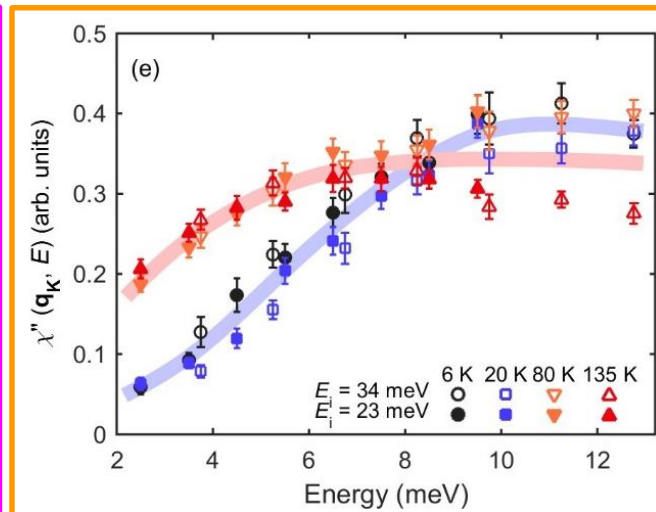 (e)
0.5
0.4
0.3
0.2
0.1
0
χ" (q_K, E) (arb. units)
6 K 20 K 80 K 135 K
E_i = 34 meV
E_i = 23 meV
2 4 6 8 10 12
Energy (meV)